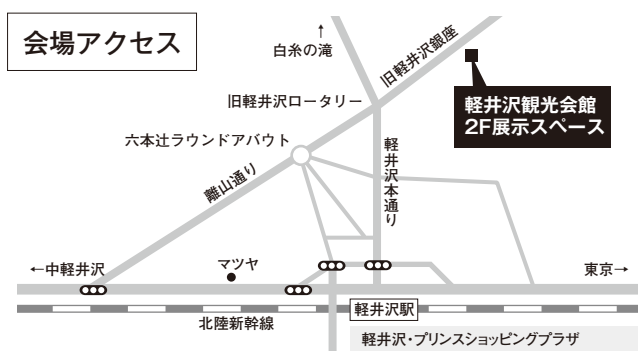 会場アクセス
↑
白糸の滝
旧軽井沢銀座
旧軽井沢ロータリー
軽井沢観光会館
2F展示スペース
六本辻ラウンドアバウト
離山通り
軽井沢本通り
←中軽井沢
マツヤ
東京→
軽井沢駅
北陸新幹線
軽井沢・プリンスショッピングプラザ